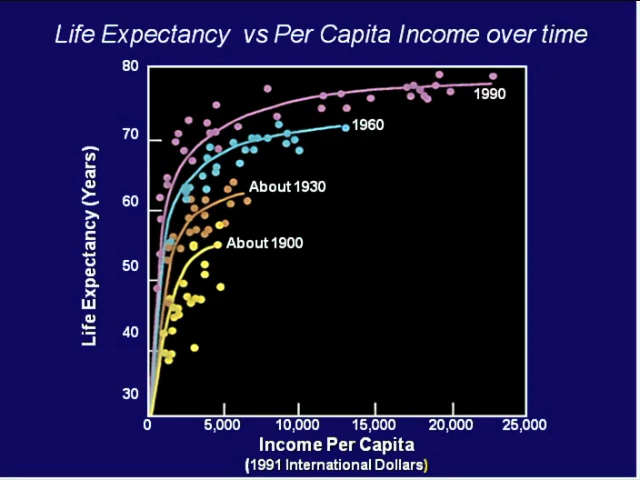 Life Expectancy vs Per Capita Income over time
80
70
60
50
40
30
Life Expectancy (Years)
1990
1960
About 1930
About 1900
0 5,000 10,000 15,000 20,000 25,000
Income Per Capita
(1991 International Dollars)